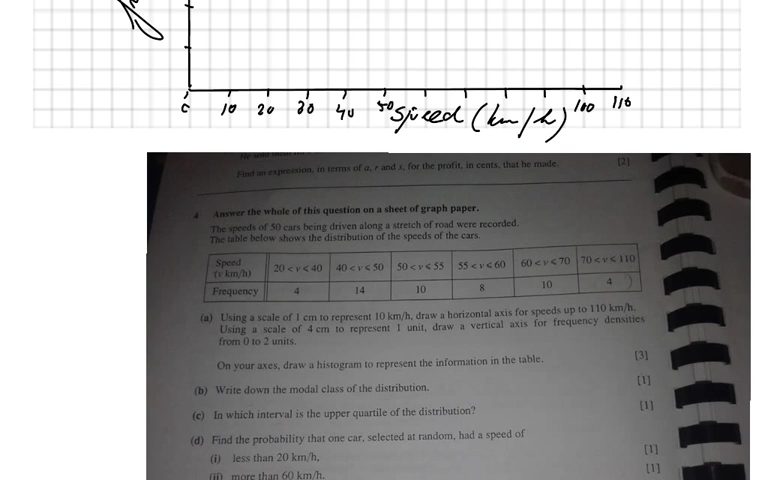 0 10 20 30 40 50 100 110
Speed (km/h)
Find an expression, in terms of a, r and s, for the profit, in cents, that he made. [2]
4 Answer the whole of this question on a sheet of graph paper.
The speeds of 50 cars being driven along a stretch of road were recorded.
The table below shows the distribution of the speeds of the cars.
Speed (v km/h) 20 < v ⩽ 40 40 < v ⩽ 50 50 < v ⩽ 55 55 < v ⩽ 60 60 < v ⩽ 70 70 < v ⩽ 110
Frequency 4 14 10 8 10 4
(a) Using a scale of 1 cm to represent 10 km/h, draw a horizontal axis for speeds up to 110 km/h.
Using a scale of 4 cm to represent 1 unit, draw a vertical axis for frequency densities
from 0 to 2 units.
On your axes, draw a histogram to represent the information in the table. [3]
(b) Write down the modal class of the distribution. [1]
(c) In which interval is the upper quartile of the distribution? [1]
(d) Find the probability that one car, selected at random, had a speed of
(i) less than 20 km/h, [1]
(ii) more than 60 km/h. [1]